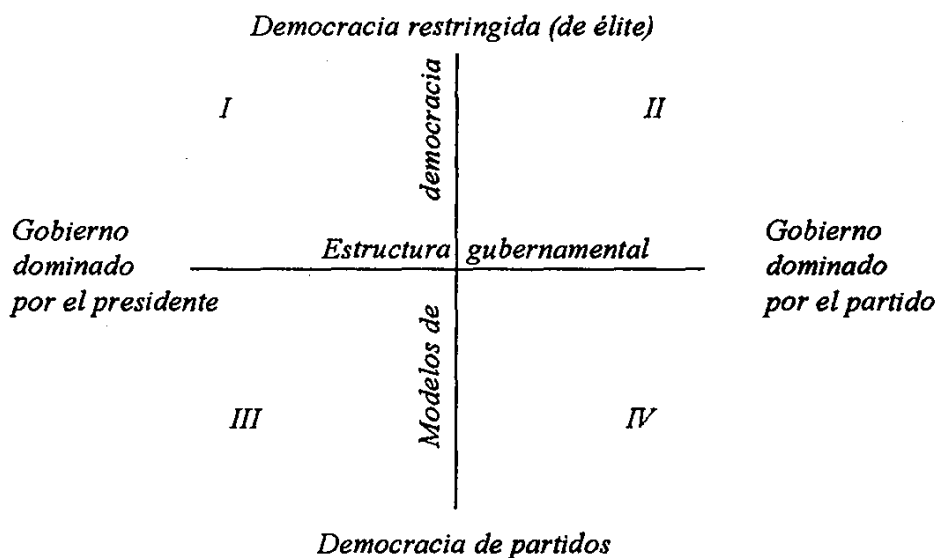 Democracia restringida (de élite)
I
democracia
II
Gobierno
dominado
por el presidente
Estructura gubernamental
Gobierno
dominado
por el partido
III
Modelos de
IV
Democracia de partidos